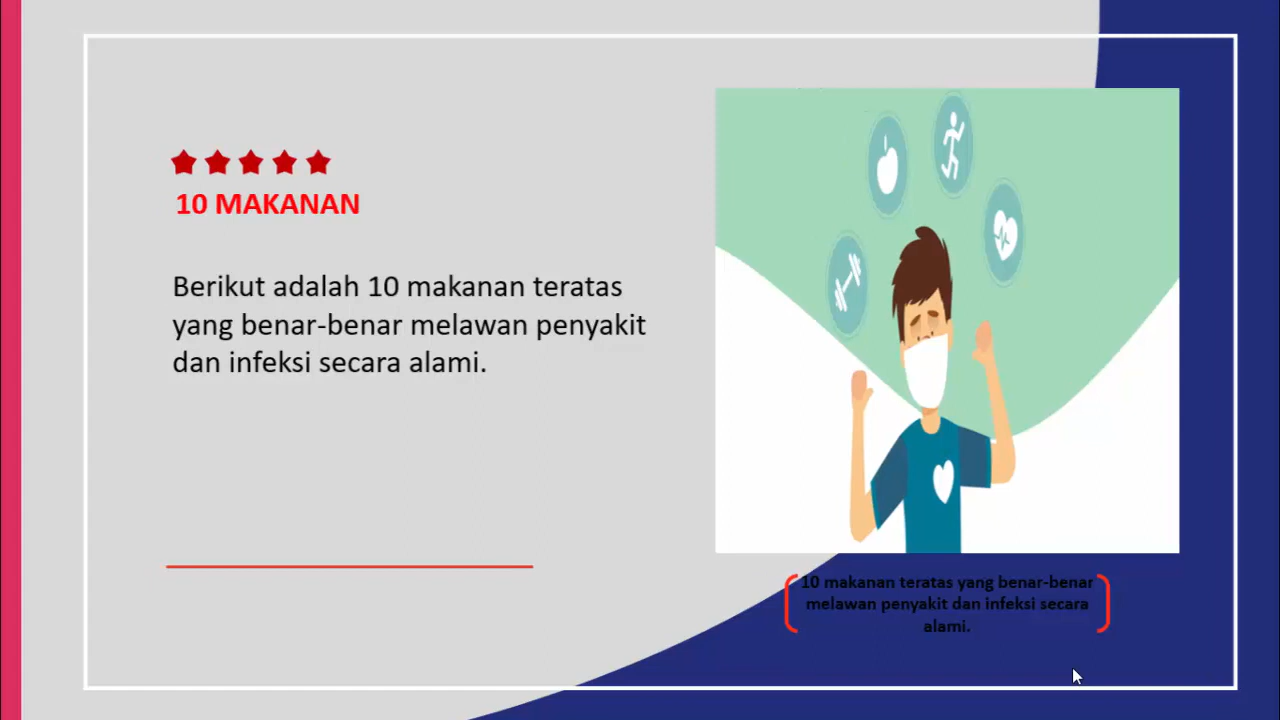 10 MAKANAN
Berikut adalah 10 makanan teratas
yang benar-benar melawan penyakit
dan infeksi secara alami.
10 makanan teratas yang benar-benar
melawan penyakit dan infeksi secara
alami.